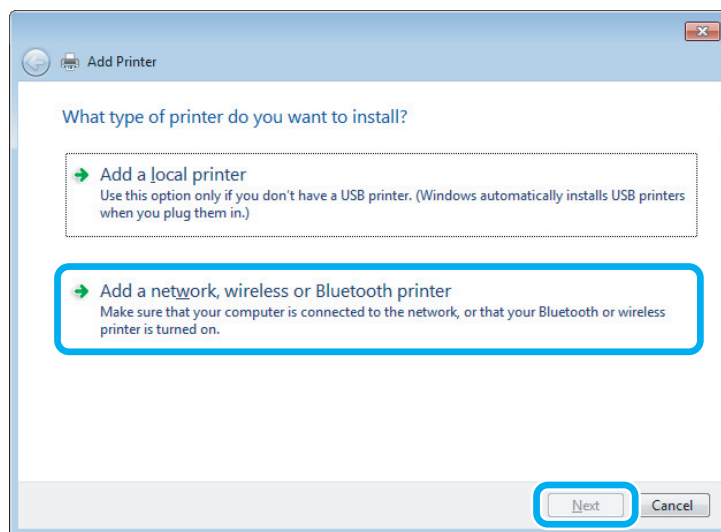 Add Printer
What type of printer do you want to install?
Add a local printer
Use this option only if you don't have a USB printer. (Windows automatically installs USB printers
when you plug them in.)
Add a network, wireless or Bluetooth printer
Make sure that your computer is connected to the network, or that your Bluetooth or wireless
printer is turned on.
Next
Cancel